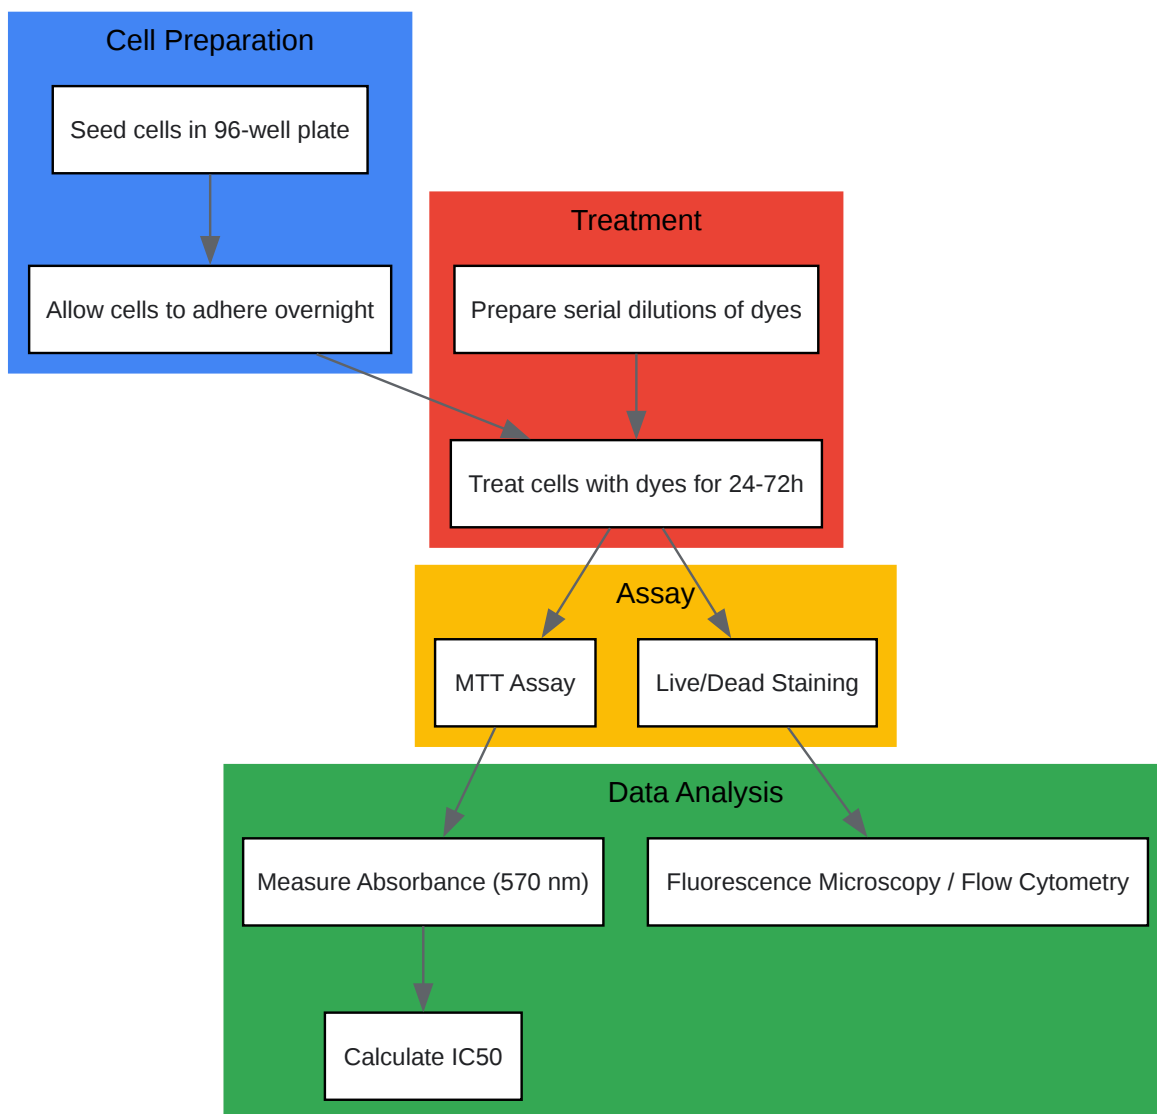 Cell Preparation
Seed cells in 96-well plate
Allow cells to adhere overnight
Treatment
Prepare serial dilutions of dyes
Treat cells with dyes for 24-72h
Assay
MTT Assay
Live/Dead Staining
Data Analysis
Measure Absorbance (570 nm)
Fluorescence Microscopy / Flow Cytometry
Calculate IC50